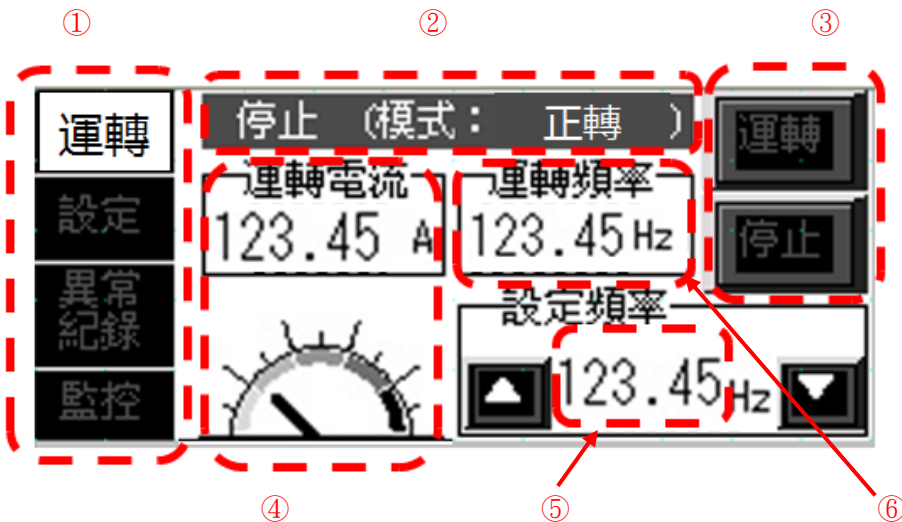 ① ② ③
運轉
停止 (模式： 正轉 )
運轉
設定
運轉電流
123.45 A
運轉頻率
123.45 Hz
停止
異常
紀錄
設定頻率
123.45 Hz
監控
④ ⑤ ⑥